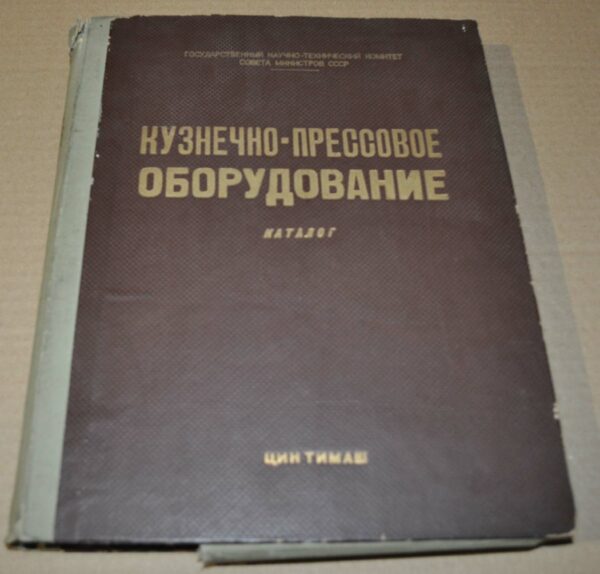 ГОСУДАРСТВЕННЫЙ НАУЧНО-ТЕХНИЧЕСКИЙ КОМИТЕТ
СОВЕТА МИНИСТРОВ СССР
КУЗНЕЧНО-ПРЕССОВОЕ
ОБОРУДОВАНИЕ
КАТАЛОГ
ЦИНТИМАШ